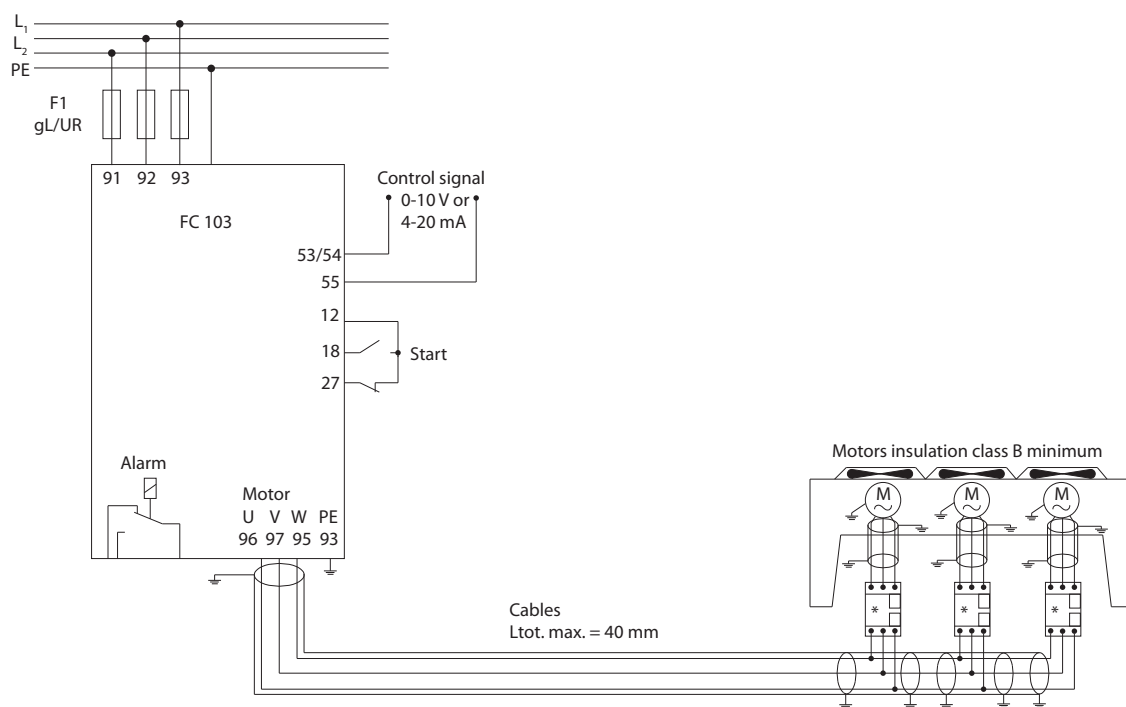 L1
L2
PE
F1
gL/UR
91 92 93
FC 103
Control signal
0-10 V or
4-20 mA
53/54
55
12
18
Start
27
Alarm
Motor
U V W PE
96 97 95 93
Motors insulation class B minimum
M M M
* * *
Cables
Ltot. max. = 40 mm